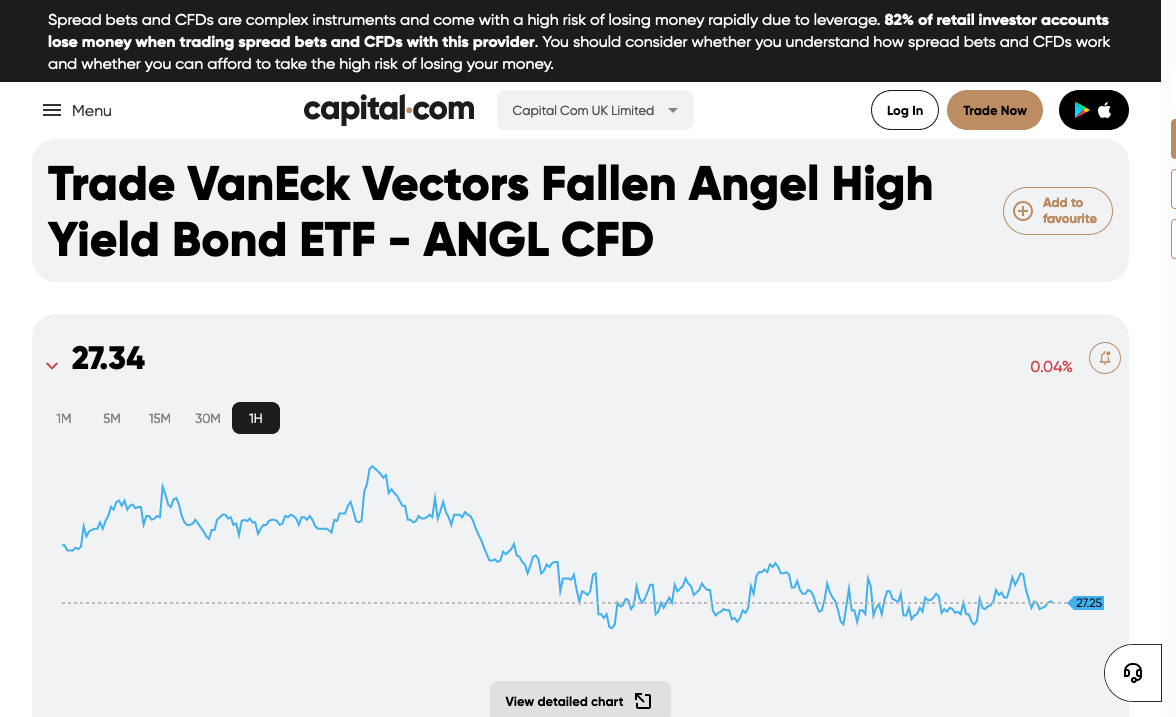 Spread bets and CFDs are complex instruments and come with a high risk of losing money rapidly due to leverage. 82% of retail investor accounts
lose money when trading spread bets and CFDs with this provider. You should consider whether you understand how spread bets and CFDs work
and whether you can afford to take the high risk of losing your money.
Menu
capital.com
Capital Com UK Limited
Log In
Trade Now
Trade VanEck Vectors Fallen Angel High
Yield Bond ETF - ANGL CFD
Add to
favourite
27.34
0.04%
1M 5M 15M 30M 1H
27.25
View detailed chart